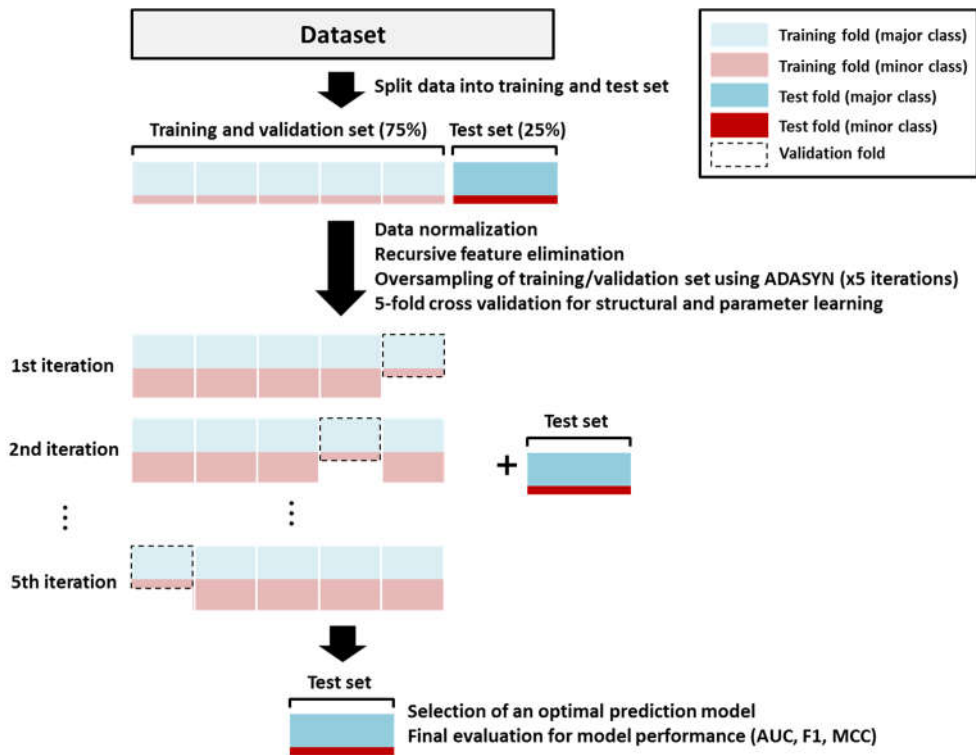 Dataset
Split data into training and test set
Training and validation set (75%)
Test set (25%)
Training fold (major class)
Training fold (minor class)
Test fold (major class)
Test fold (minor class)
Validation fold
Data normalization
Recursive feature elimination
Oversampling of training/validation set using ADASYN (x5 iterations)
5-fold cross validation for structural and parameter learning
1st iteration
2nd iteration
Test set
+
⋮
⋮
5th iteration
Test set
Selection of an optimal prediction model
Final evaluation for model performance (AUC, F1, MCC)